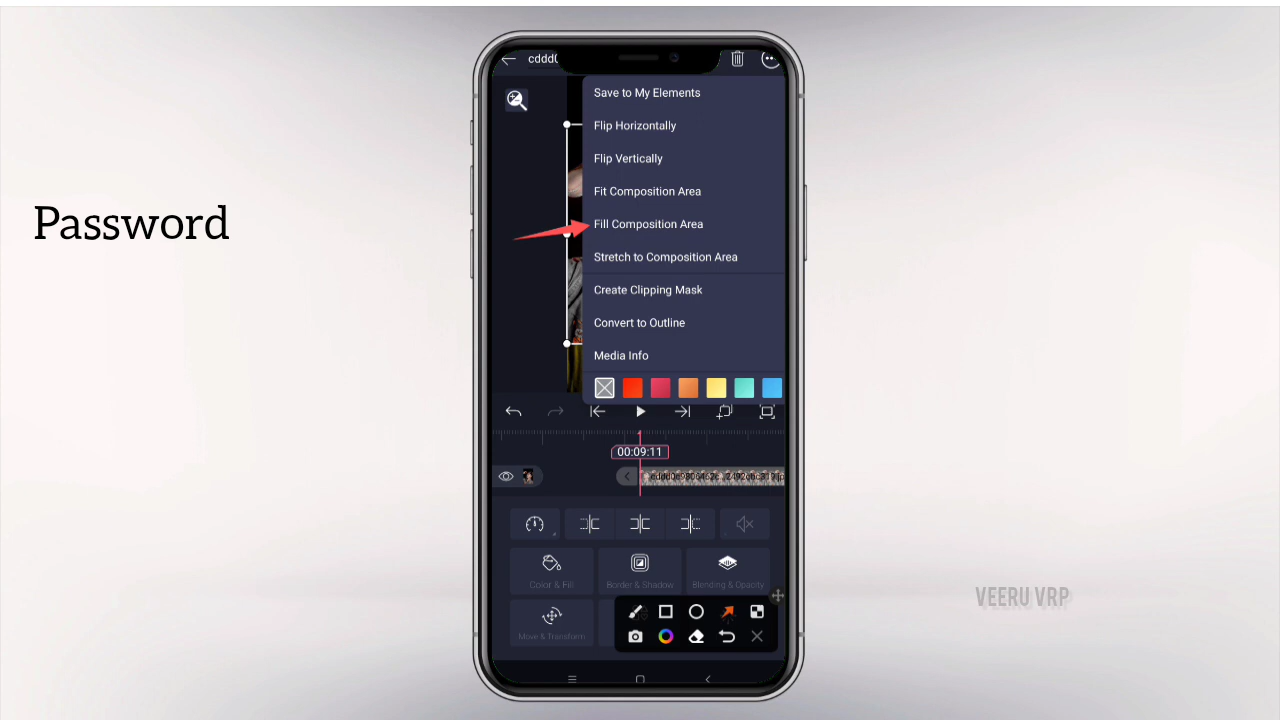 cddd0
Save to My Elements
Flip Horizontally
Flip Vertically
Fit Composition Area
Password
Fill Composition Area
Stretch to Composition Area
Create Clipping Mask
Convert to Outline
Media Info
00:09:11
Color & Fill
Border & Shadow
Blending & Opacity
VEERU VRP
Move & Transform